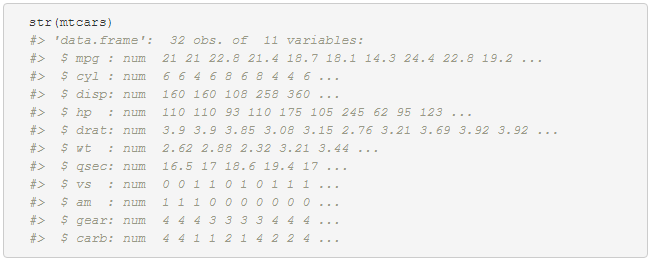 str(mtcars)
#> 'data.frame':  32 obs. of  11 variables:
#>  $ mpg : num  21 21 22.8 21.4 18.7 18.1 14.3 24.4 22.8 19.2 ...
#>  $ cyl : num  6 6 4 6 8 6 8 4 4 6 ...
#>  $ disp: num  160 160 108 258 360 ...
#>  $ hp  : num  110 110 93 110 175 105 245 62 95 123 ...
#>  $ drat: num  3.9 3.9 3.85 3.08 3.15 2.76 3.21 3.69 3.92 3.92 ...
#>  $ wt  : num  2.62 2.88 2.32 3.21 3.44 ...
#>  $ qsec: num  16.5 17 18.6 19.4 17 ...
#>  $ vs  : num  0 0 1 1 0 1 0 1 1 1 ...
#>  $ am  : num  1 1 1 0 0 0 0 0 0 0 ...
#>  $ gear: num  4 4 4 3 3 3 3 4 4 4 ...
#>  $ carb: num  4 4 1 1 2 1 4 2 2 4 ...